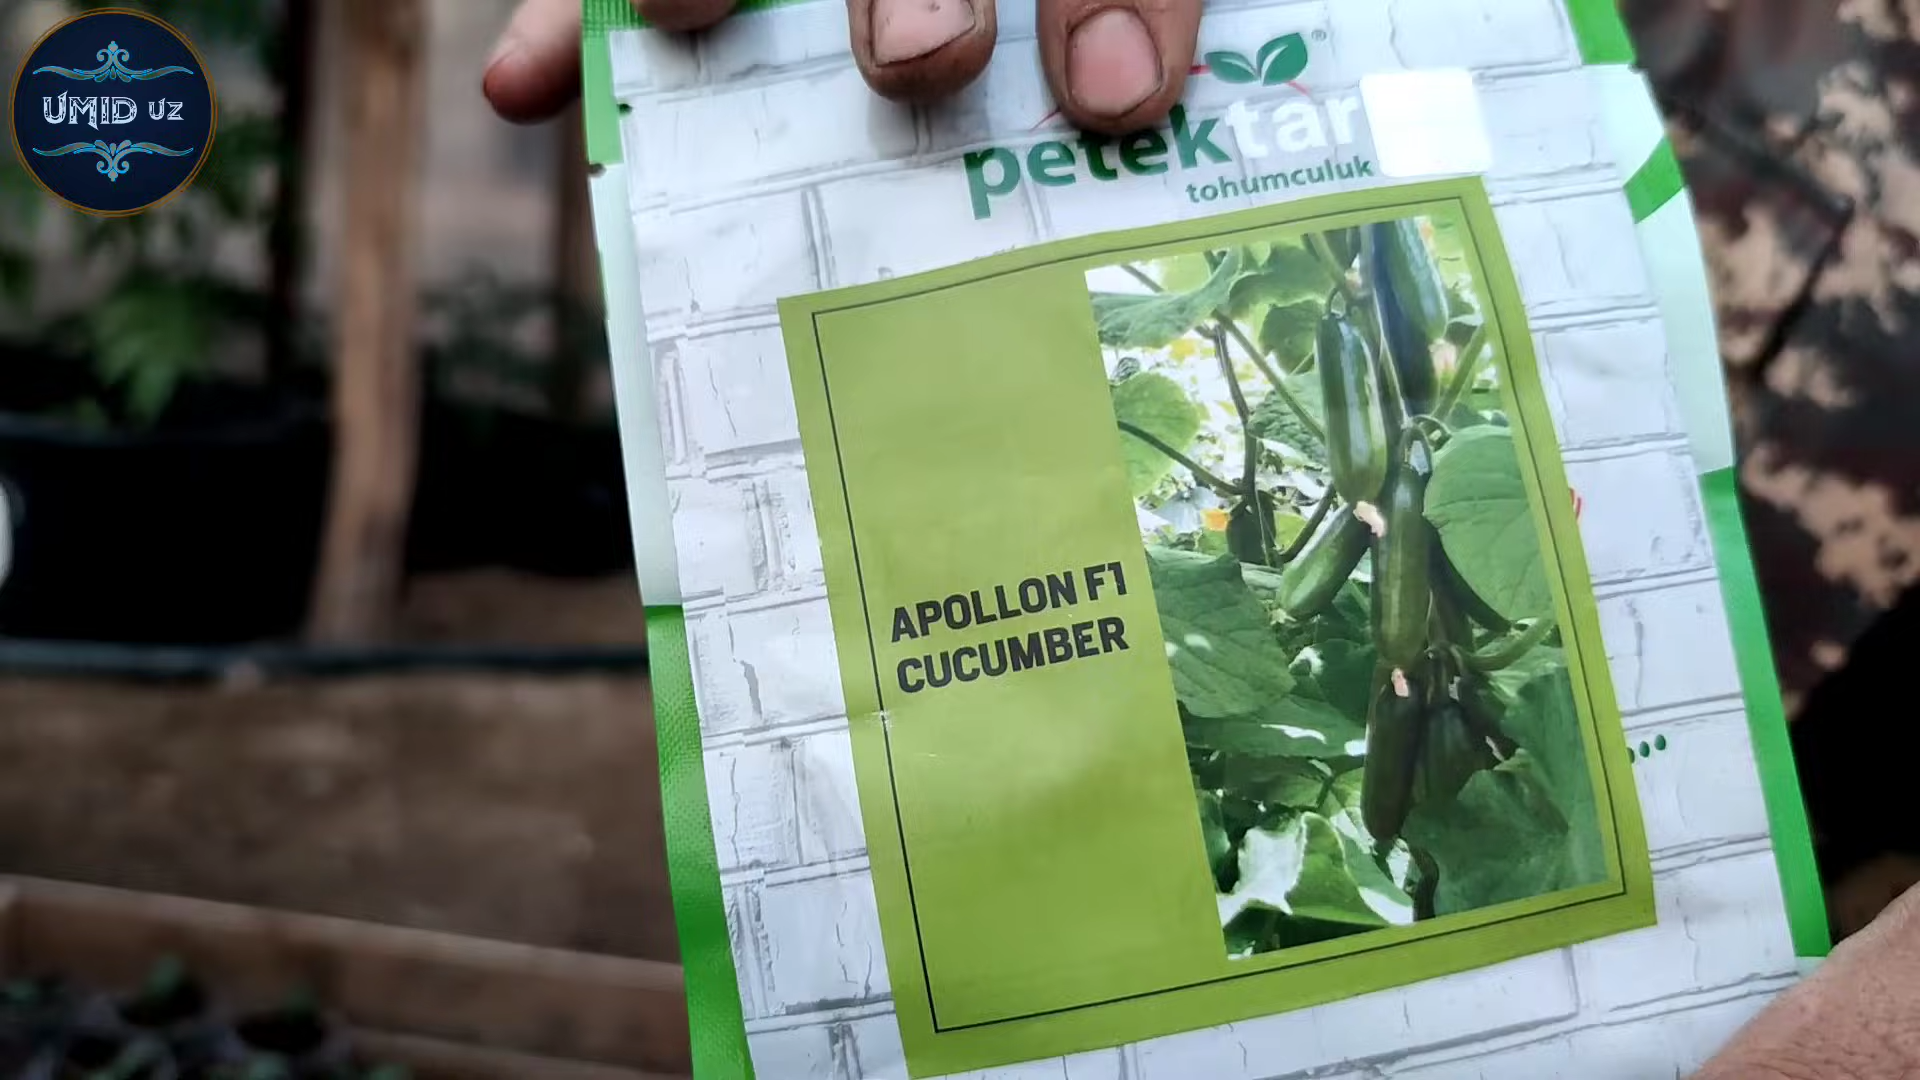 UMID UZ
petektar
®
tohumculuk
APOLLON F1
CUCUMBER